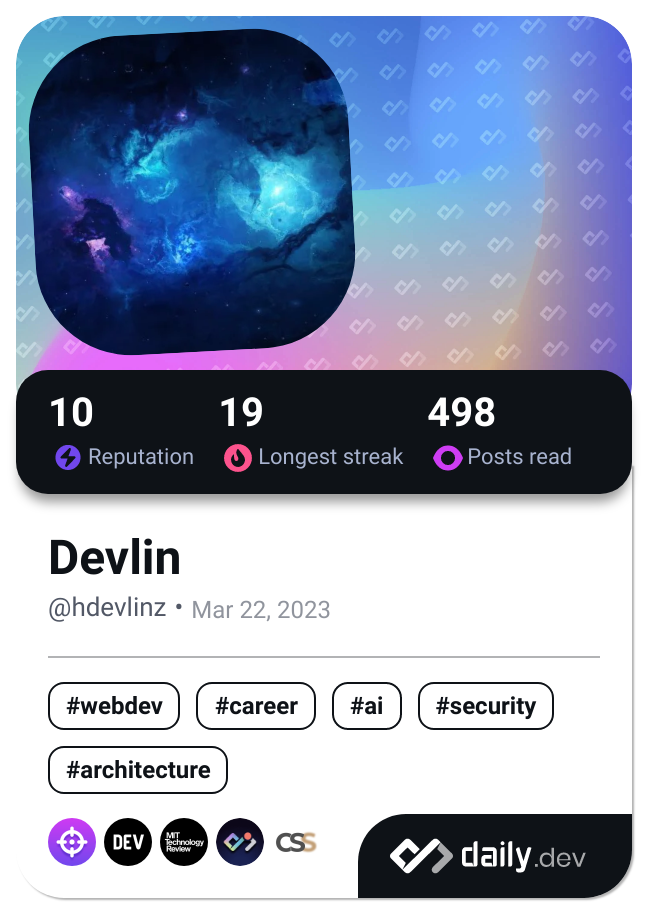 10 19 498
Reputation Longest streak Posts read
Devlin
@hdevlinz • Mar 22, 2023
#webdev #career #ai #security
#architecture
DEV
MIT
Technology
Review
CSS
daily.dev